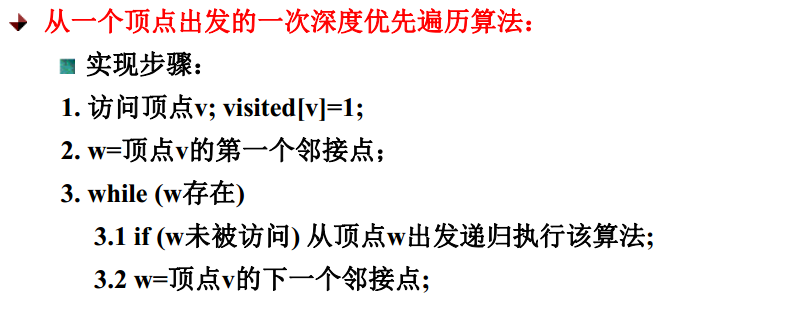 从一个顶点出发的一次深度优先遍历算法：
实现步骤：
1. 访问顶点v; visited[v]=1;
2. w=顶点v的第一个邻接点；
3. while (w存在)
3.1 if (w未被访问) 从顶点w出发递归执行该算法;
3.2 w=顶点v的下一个邻接点;